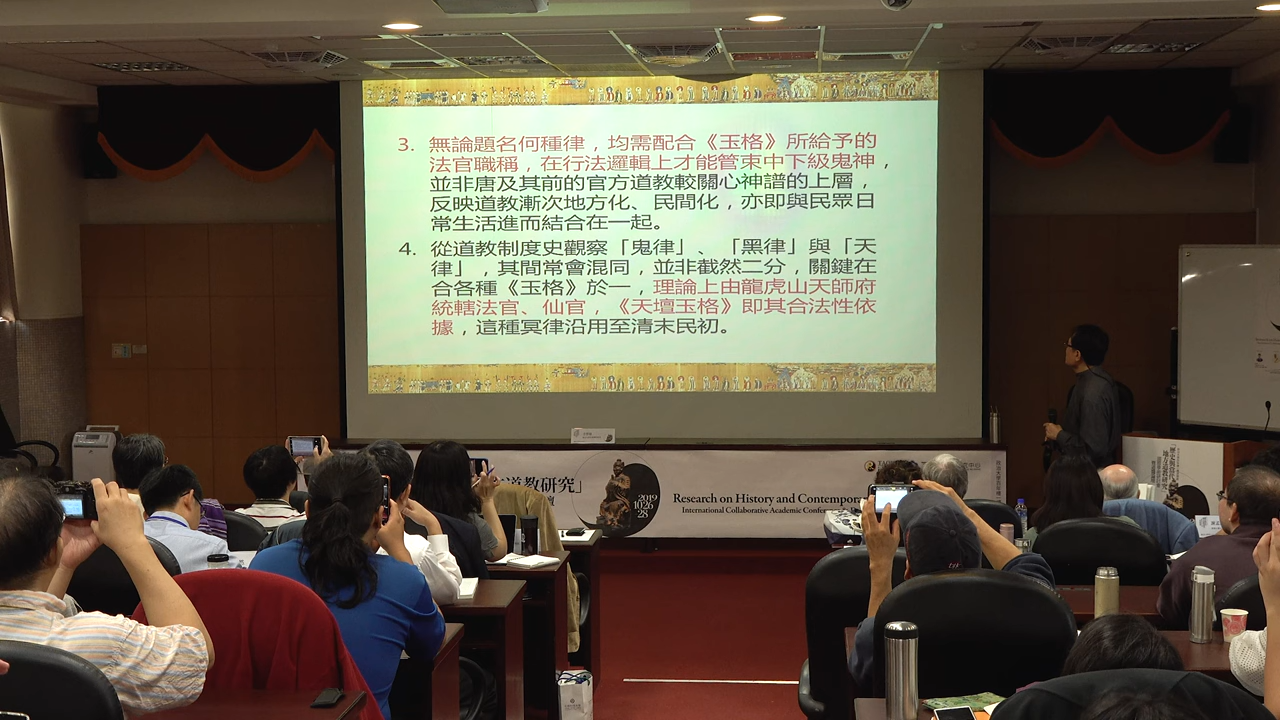 3. 無論題名何種律，均需配合《玉格》所給予的
法官職稱，在行法邏輯上才能管束中下級鬼神，
並非唐及其前的官方道教較關心神譜的上層，
反映道教漸次地方化、民間化，亦即與民眾日
常生活進而結合在一起。
4. 從道教制度史觀察「鬼律」、「黑律」與「天
律」，其間常會混同，並非截然二分，關鍵在
合各種《玉格》於一，理論上由龍虎山天師府
統轄法官、仙官，《天壇玉格》即其合法性依
據，這種冥律沿用至清末民初。
道教研究」
2019
1026
28
Research on History and Contempora
International Collaborative Academic Confer